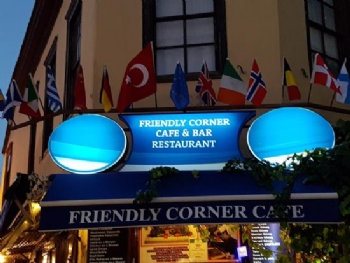 FRIENDLY CORNER
CAFE & BAR
RESTAURANT
FRIENDLY CORNER CAFE